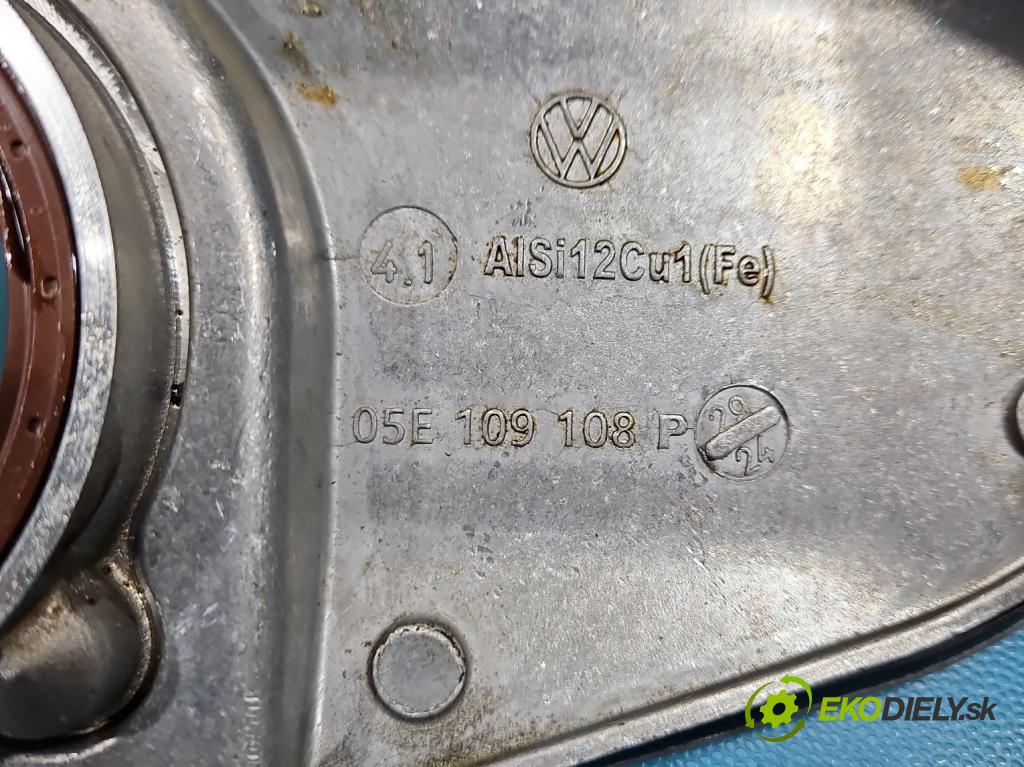 4.1 AlSi12Cu1(Fe)
05E 109 108 P
29
24
EKODIELY.sk